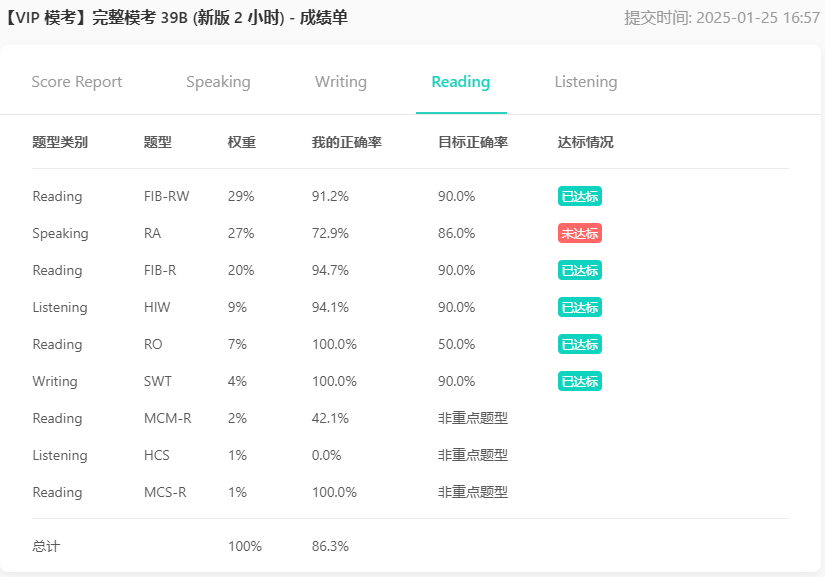 【VIP 模考】完整模考 39B (新版 2 小时) - 成绩单 提交时间: 2025-01-25 16:57
Score Report Speaking Writing Reading Listening
题型类别 题型 权重 我的正确率 目标正确率 达标情况
Reading FIB-RW 29% 91.2% 90.0% 已达标
Speaking RA 27% 72.9% 86.0% 未达标
Reading FIB-R 20% 94.7% 90.0% 已达标
Listening HIW 9% 94.1% 90.0% 已达标
Reading RO 7% 100.0% 50.0% 已达标
Writing SWT 4% 100.0% 90.0% 已达标
Reading MCM-R 2% 42.1% 非重点题型
Listening HCS 1% 0.0% 非重点题型
Reading MCS-R 1% 100.0% 非重点题型
总计 100% 86.3%